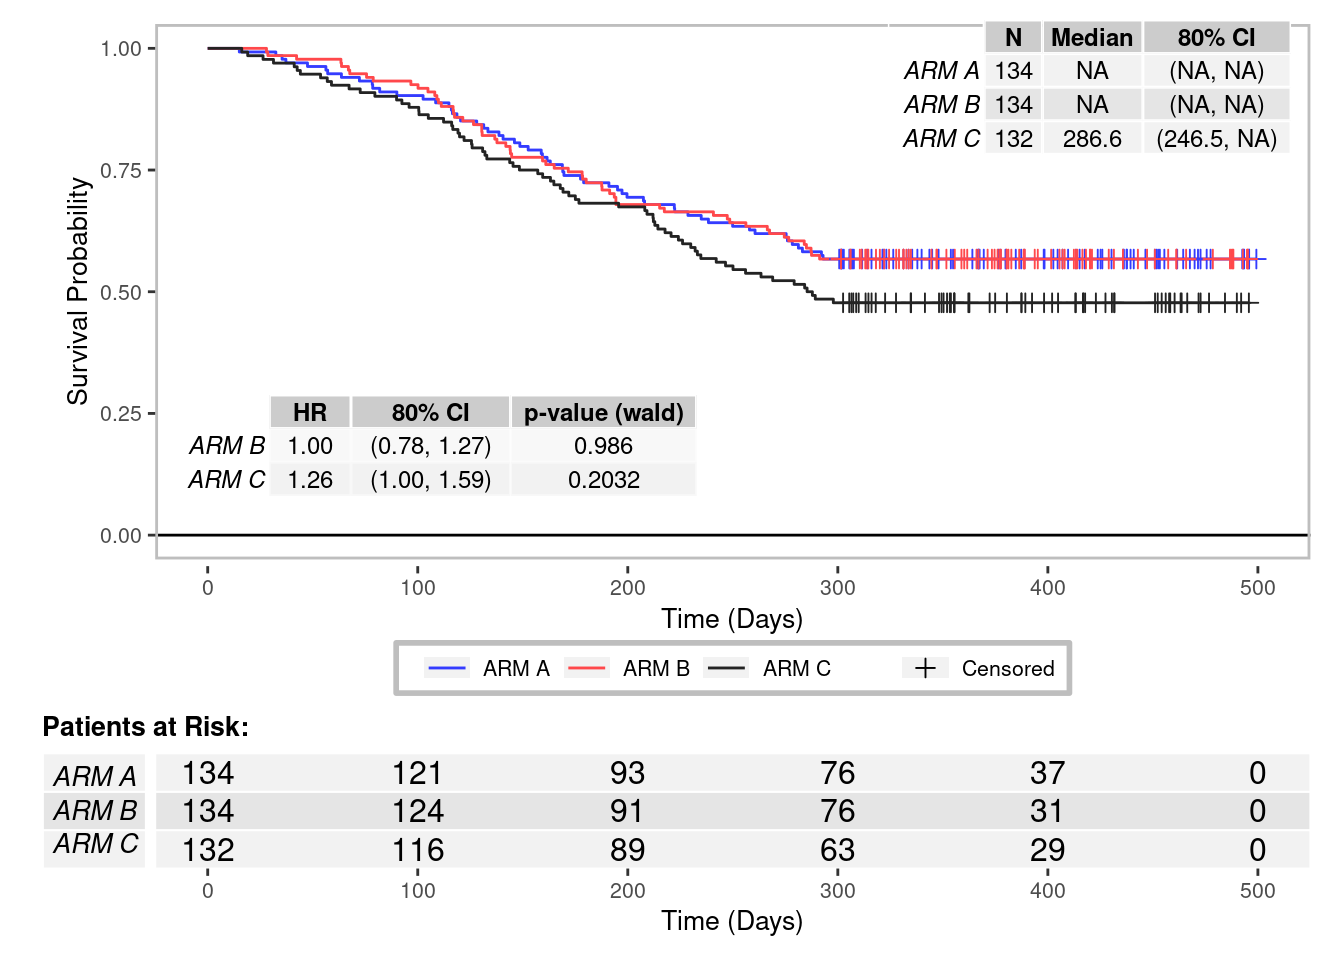 N Median 80% CI
ARM A 134 NA (NA, NA)
ARM B 134 NA (NA, NA)
ARM C 132 286.6 (246.5, NA)
1.00
0.75
0.50
0.25
0.00
Survival Probability
HR 80% CI p-value (wald)
ARM B 1.00 (0.78, 1.27) 0.986
ARM C 1.26 (1.00, 1.59) 0.2032
0 100 200 300 400 500
Time (Days)
ARM A ARM B ARM C Censored
Patients at Risk:
ARM A 134 121 93 76 37 0
ARM B 134 124 91 76 31 0
ARM C 132 116 89 63 29 0
0 100 200 300 400 500
Time (Days)